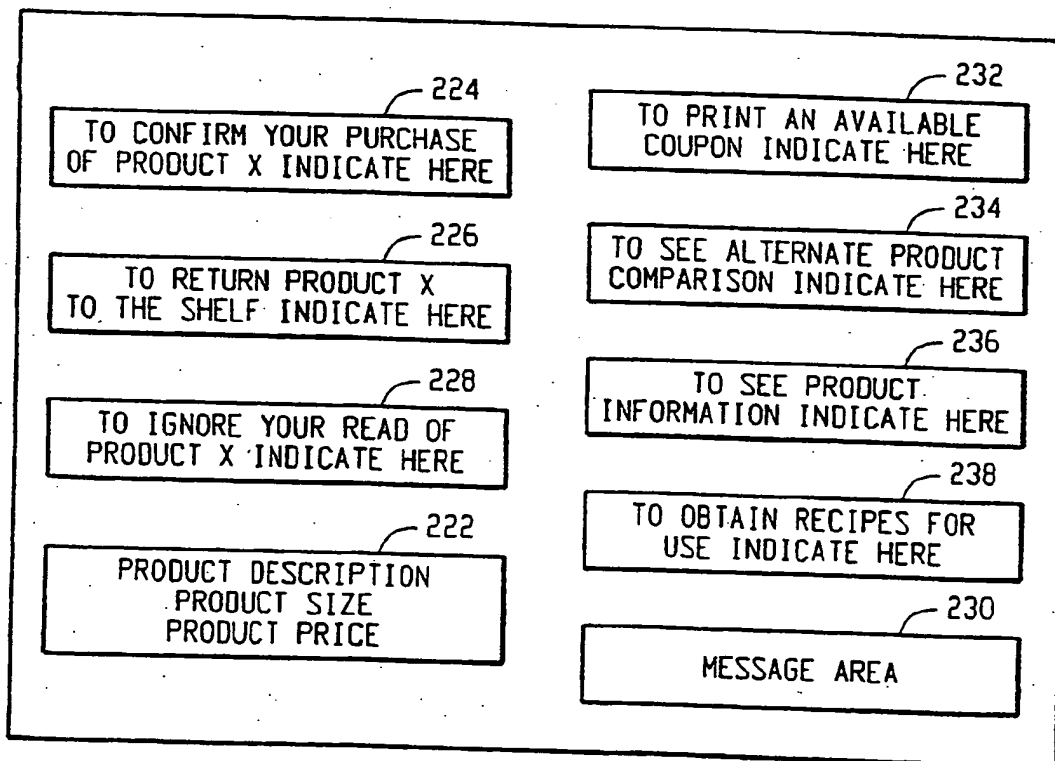 224
TO CONFIRM YOUR PURCHASE
OF PRODUCT X INDICATE HERE
226
TO RETURN PRODUCT X
TO THE SHELF INDICATE HERE
228
TO IGNORE YOUR READ OF
PRODUCT X INDICATE HERE
222
PRODUCT DESCRIPTION
PRODUCT SIZE
PRODUCT PRICE
232
TO PRINT AN AVAILABLE
COUPON INDICATE HERE
234
TO SEE ALTERNATE PRODUCT
COMPARISON INDICATE HERE
236
TO SEE PRODUCT
INFORMATION INDICATE HERE
238
TO OBTAIN RECIPES FOR
USE INDICATE HERE
230
MESSAGE AREA